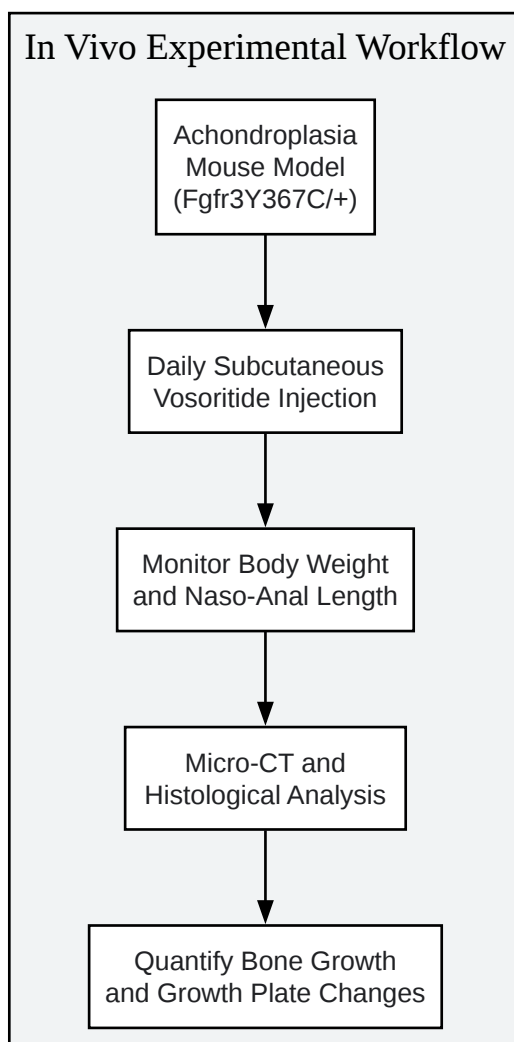 In Vivo Experimental Workflow
Achondroplasia
Mouse Model
(Fgfr3Y367C/+)
Daily Subcutaneous
Vosoritide Injection
Monitor Body Weight
and Naso-Anal Length
Micro-CT and
Histological Analysis
Quantify Bone Growth
and Growth Plate Changes